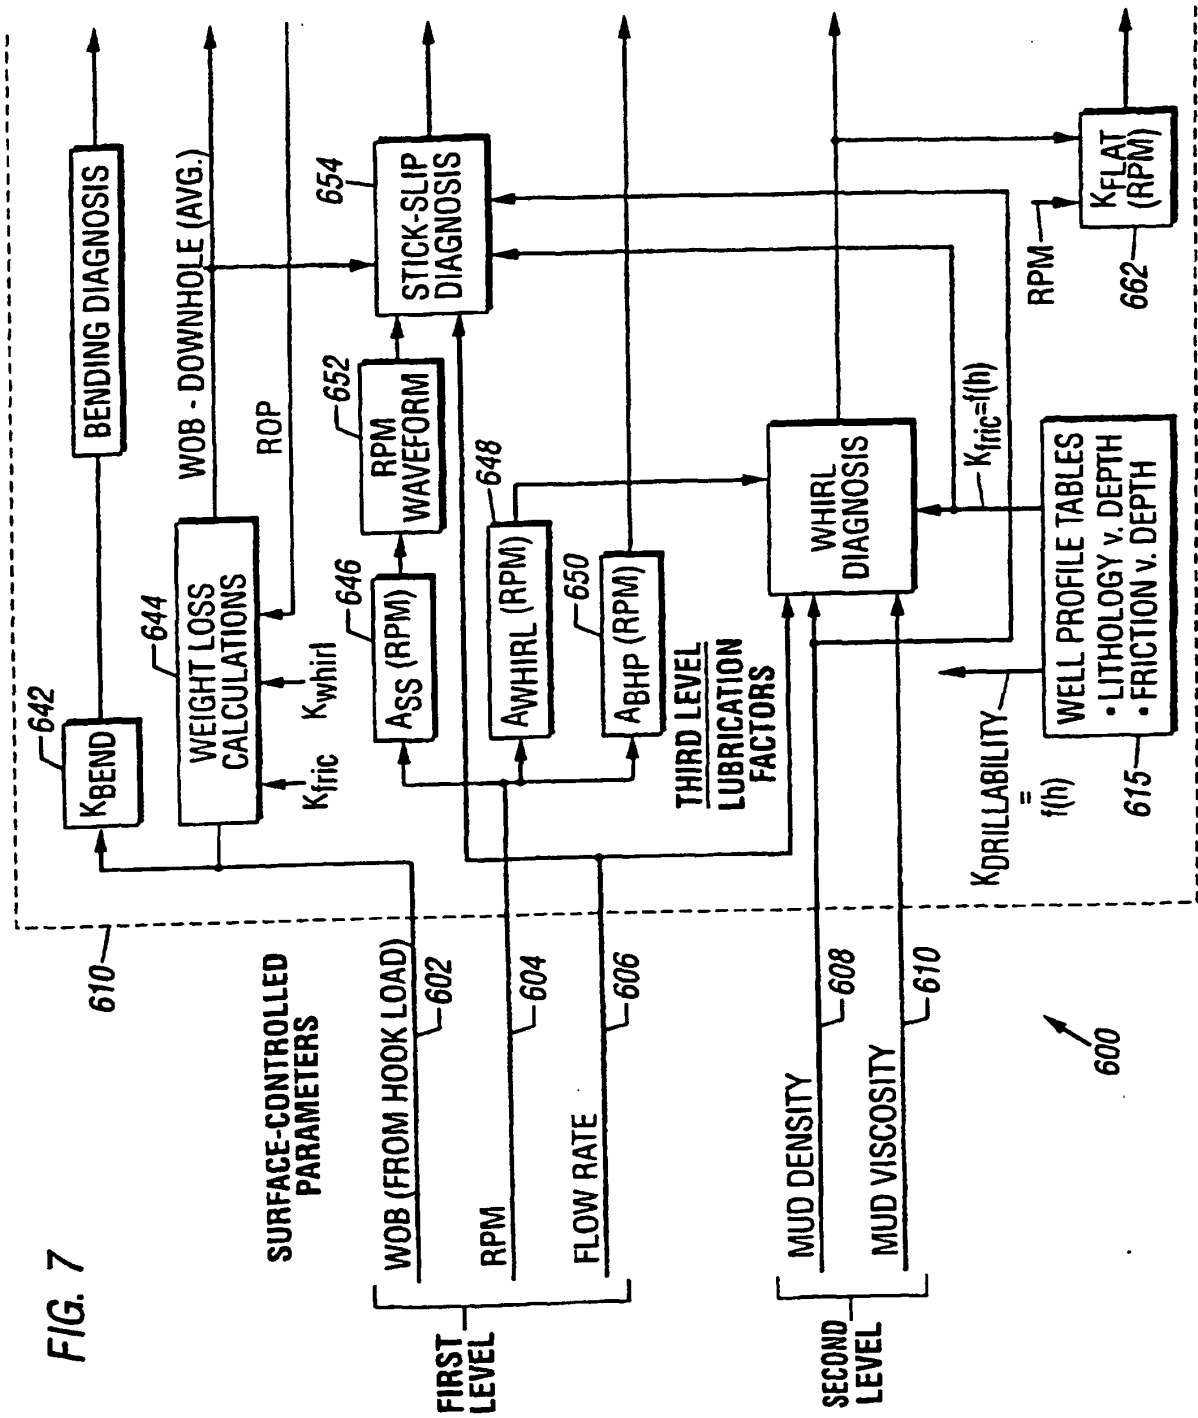 FIG. 7
SURFACE-CONTROLLED
PARAMETERS
FIRST
LEVEL
WOB (FROM HOOK LOAD)
602
RPM
604
FLOW RATE
606
SECOND
LEVEL
MUD DENSITY
608
MUD VISCOSITY
610
600
610
642
KBEND
BENDING DIAGNOSIS
644
WEIGHT LOSS
CALCULATIONS
WOB - DOWNHOLE (AVG.)
Kfric
Kwhirl
ROP
646
ASS (RPM)
652
RPM
WAVEFORM
654
STICK-SLIP
DIAGNOSIS
648
AWHIRL (RPM)
650
ABHP (RPM)
THIRD LEVEL
LUBRICATION
FACTORS
WHIRL
DIAGNOSIS
KDRILLABILITY
=
f(h)
Kfric=f(h)
615
WELL PROFILE TABLES
• LITHOLOGY v. DEPTH
• FRICTION v. DEPTH
RPM
662
KFLAT
(RPM)